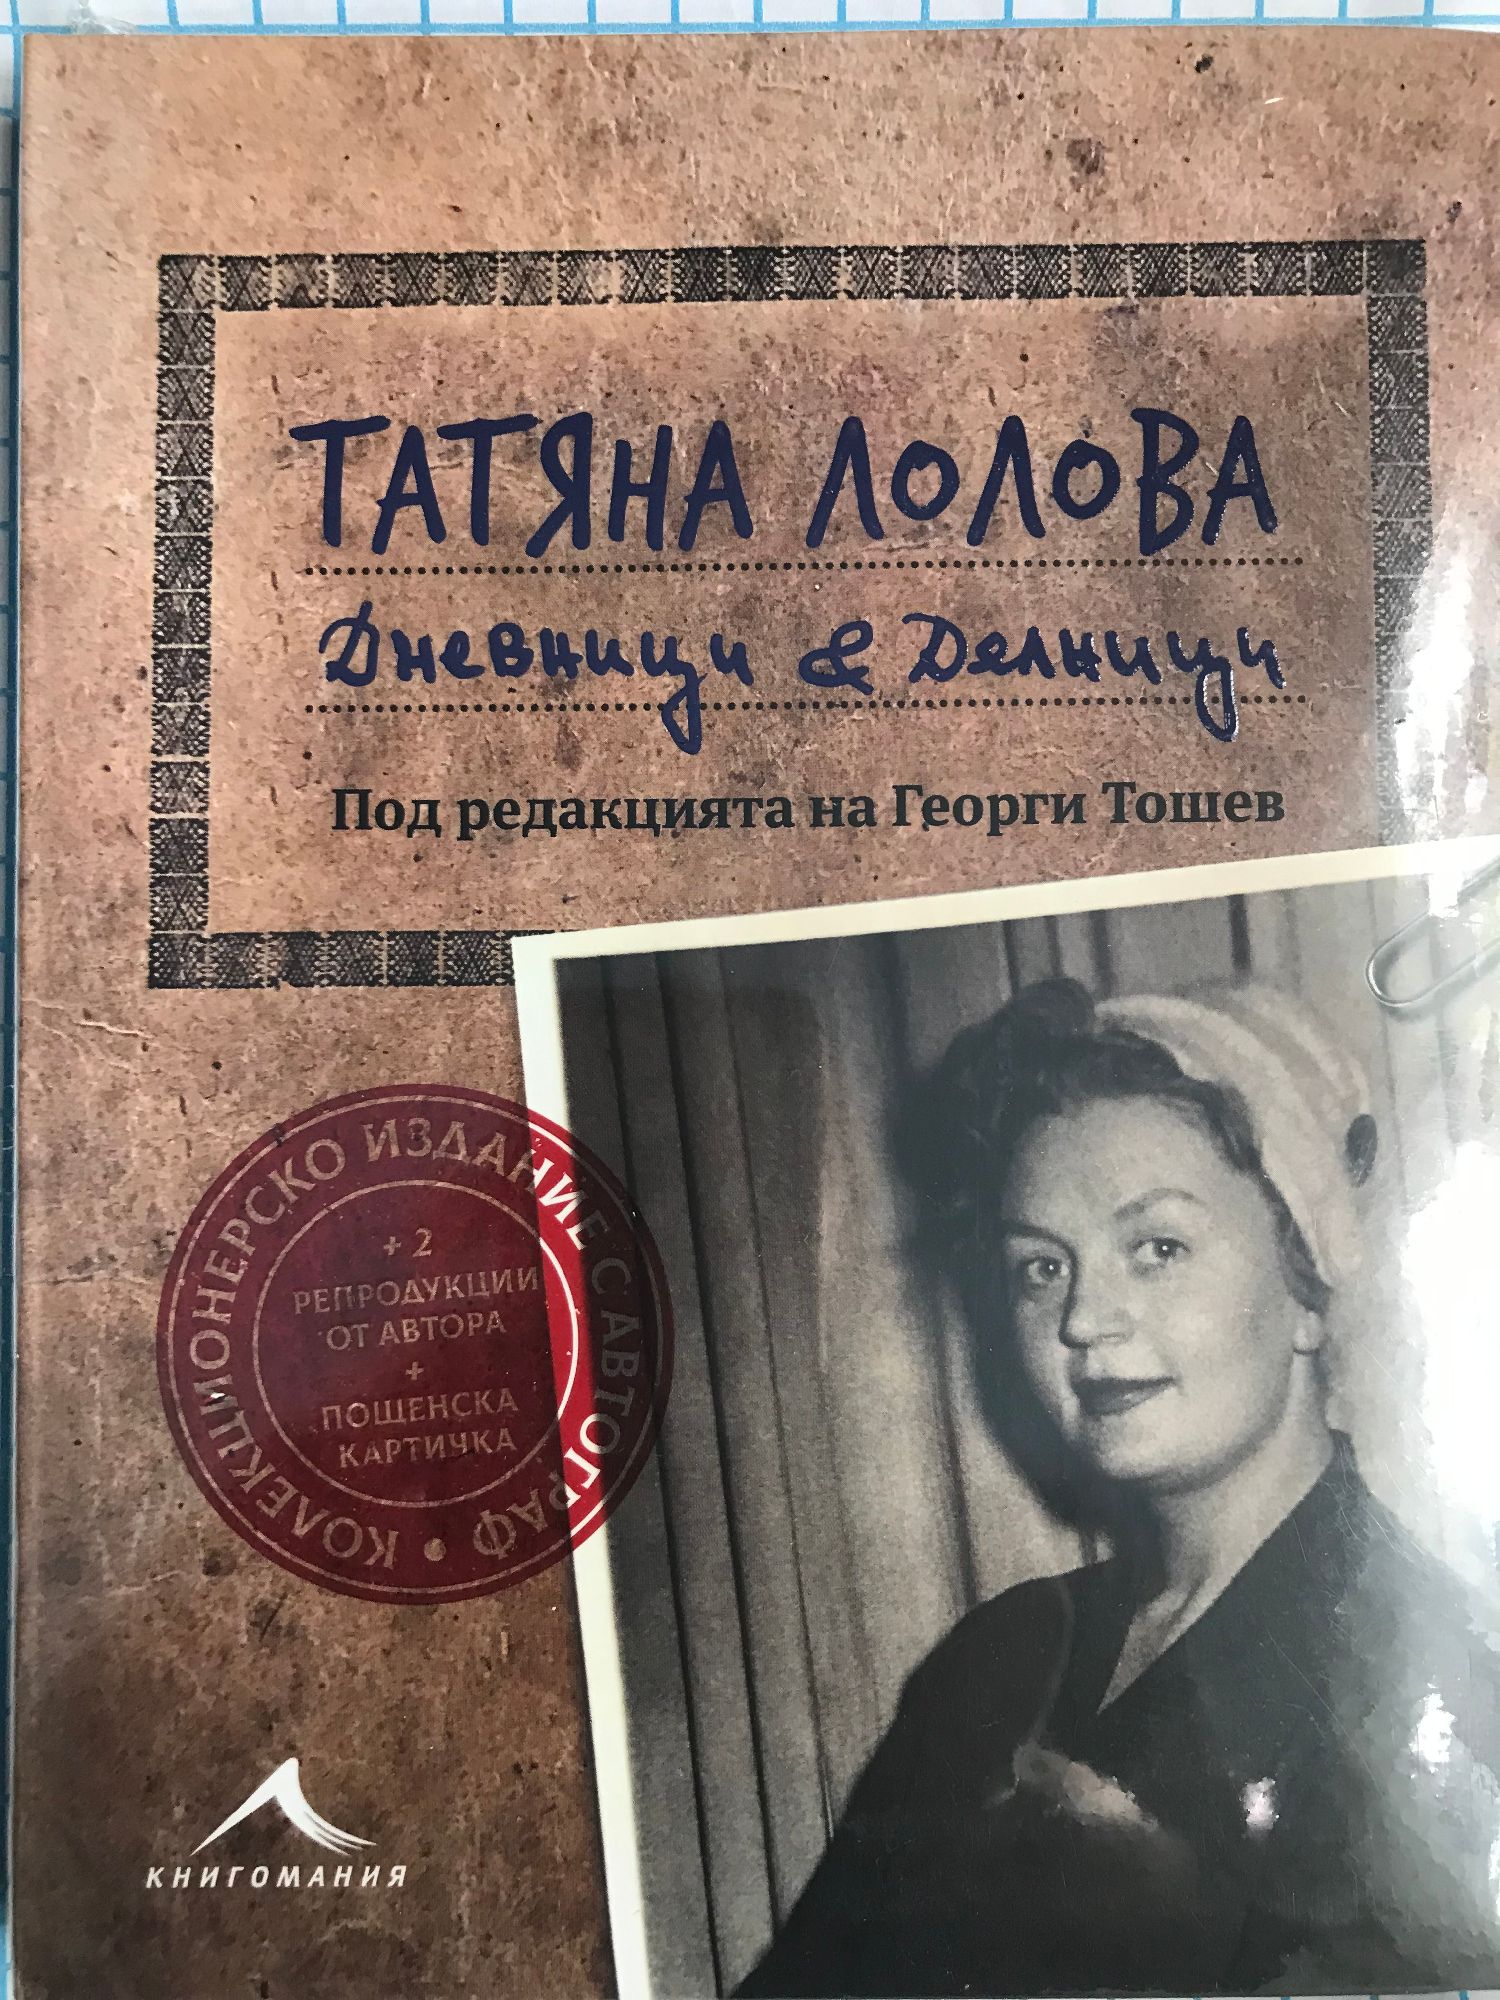 ТАТЯНА ЛОЛОВА
Дневници & Делници
Под редакцията на Георги Тошев
КОЛЕКЦИОНЕРСКО ИЗДАНИЕ С АВТОГРАФ •
+ 2
РЕПРОДУКЦИИ
ОТ АВТОРА
+
ПОЩЕНСКА
КАРТИЧКА
КНИГОМАНИЯ